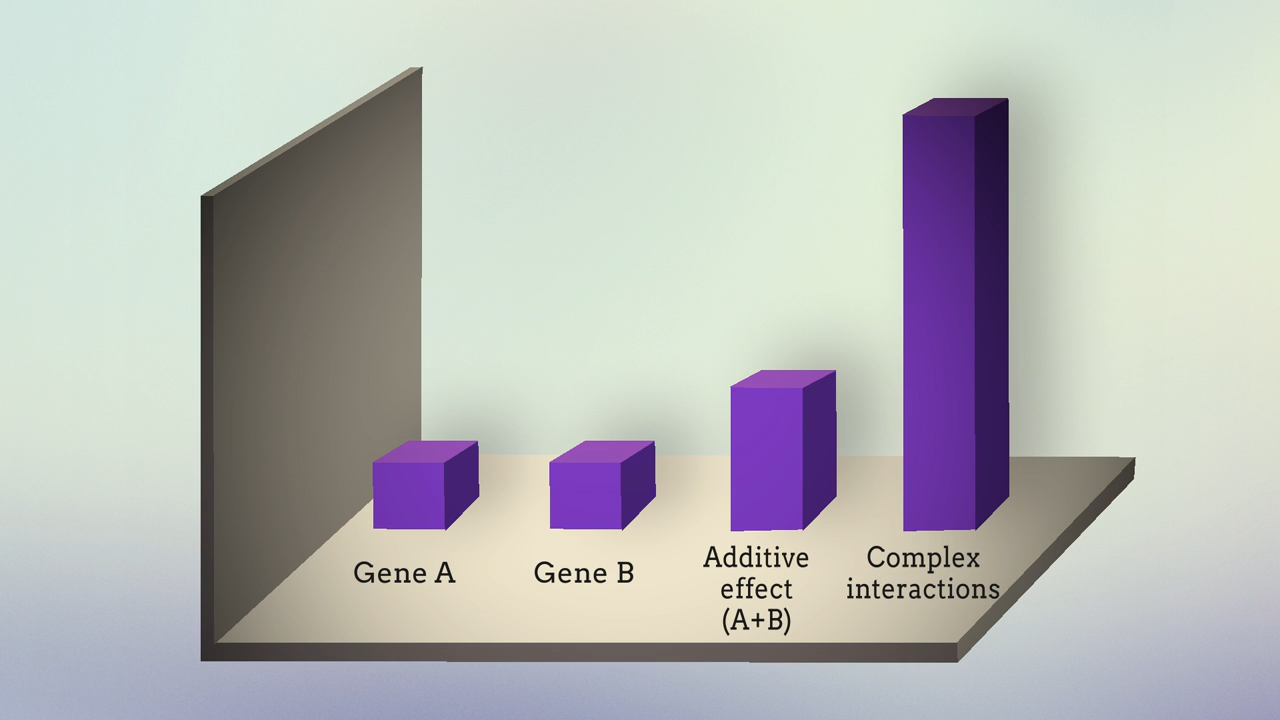 Gene A
Gene B
Additive
effect
(A+B)
Complex
interactions